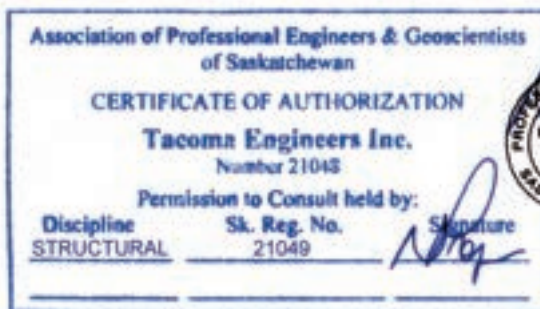 Association of Professional Engineers & Geoscientists
of Saskatchewan
CERTIFICATE OF AUTHORIZATION
Tacoma Engineers Inc.
Number 21048
Permission to Consult held by:
Discipline Sk. Reg. No. Signature
STRUCTURAL 21049